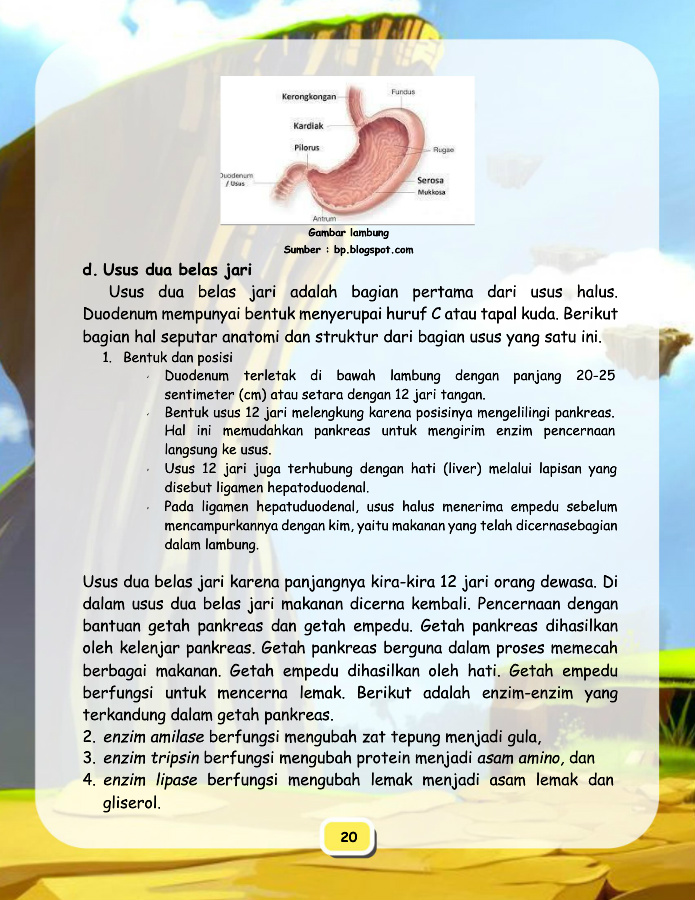 Kerongkongan
Fundus
Kardiak
Pilorus
Rugae
Duodenum
/ Usus
Serosa
Mukkosa
Antrum
Gambar lambung
Sumber : bp.blogspot.com
d. Usus dua belas jari
Usus dua belas jari adalah bagian pertama dari usus halus.
Duodenum mempunyai bentuk menyerupai huruf C atau tapal kuda. Berikut
bagian hal seputar anatomi dan struktur dari bagian usus yang satu ini.
1. Bentuk dan posisi
Duodenum terletak di bawah lambung dengan panjang 20-25
sentimeter (cm) atau setara dengan 12 jari tangan.
Bentuk usus 12 jari melengkung karena posisinya mengelilingi pankreas.
Hal ini memudahkan pankreas untuk mengirim enzim pencernaan
langsung ke usus.
Usus 12 jari juga terhubung dengan hati (liver) melalui lapisan yang
disebut ligamen hepatoduodenal.
Pada ligamen hepatuduodenal, usus halus menerima empedu sebelum
mencampurkannya dengan kim, yaitu makanan yang telah dicernasebagian
dalam lambung.
Usus dua belas jari karena panjangnya kira-kira 12 jari orang dewasa. Di
dalam usus dua belas jari makanan dicerna kembali. Pencernaan dengan
bantuan getah pankreas dan getah empedu. Getah pankreas dihasilkan
oleh kelenjar pankreas. Getah pankreas berguna dalam proses memecah
berbagai makanan. Getah empedu dihasilkan oleh hati. Getah empedu
berfungsi untuk mencerna lemak. Berikut adalah enzim-enzim yang
terkandung dalam getah pankreas.
2. enzim amilase berfungsi mengubah zat tepung menjadi gula,
3. enzim tripsin berfungsi mengubah protein menjadi asam amino, dan
4. enzim lipase berfungsi mengubah lemak menjadi asam lemak dan
gliserol.
20